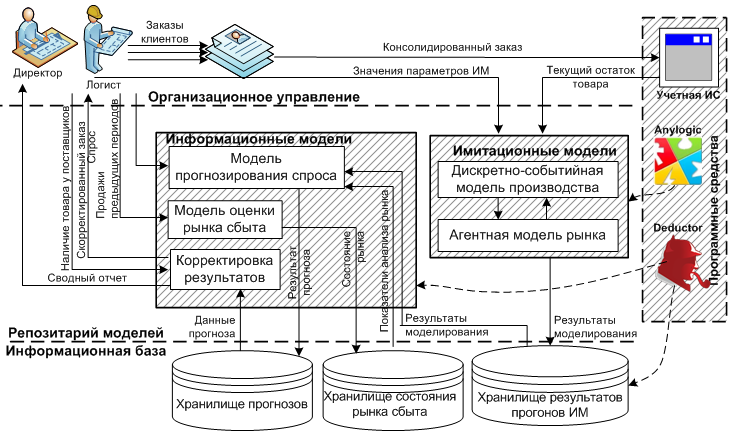 Заказы
клиентов
Консолидированный заказ
Директор
Логист
Значения параметров ИМ
Текущий остаток
товара
Учетная ИС
Организационное управление
Наличие товара у поставщиков
Скорректированный заказ
Спрос
Продажи
предыдущих периодов
Информационные модели
Модель
прогнозирования спроса
Модель оценки
рынка сбыта
Корректировка
результатов
Имитационные модели
Дискретно-событийная
модель производства
Агентная модель рынка
Anylogic
Deductor
Программные средства
Сводный отчет
Результат
прогноза
Состояние
рынка
Показатели анализа рынка
Данные
прогноза
Результаты
моделирования
Результаты
моделирования
Репозитарий моделей
Информационная база
Хранилище прогнозов
Хранилище состояния
рынка сбыта
Хранилище результатов
прогонов ИМ